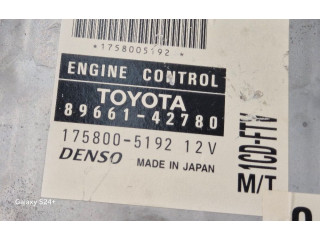 *1758005192*
ENGINE CONTROL
TOYOTA
89661-42780
175800-5192 12V
DENSO MADE IN JAPAN
1CD-FTV
M/T
Galaxy S24+